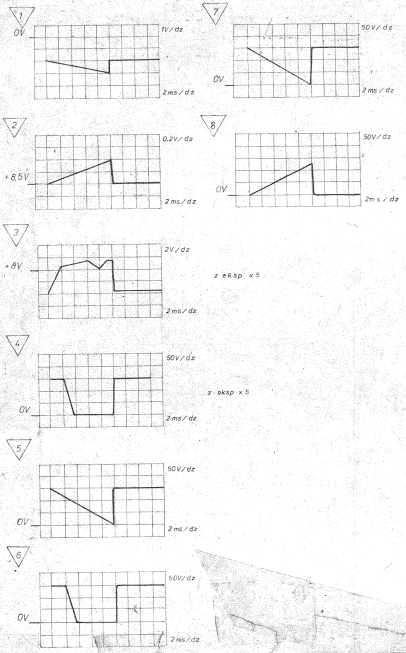 1
1V/dz
0V
2ms/dz
2
0,2V/dz
+8,5V
2ms/dz
3
2V/dz
+8V
z eksp. x 5
2ms/dz
4
50V/dz
z eksp x 5
0V
2ms/dz
5
50V/dz
0V
2ms/dz
6
50V/dz
0V
2ms/dz
7
50V/dz
0V
2ms/dz
8
50V/dz
0V
2ms/dz